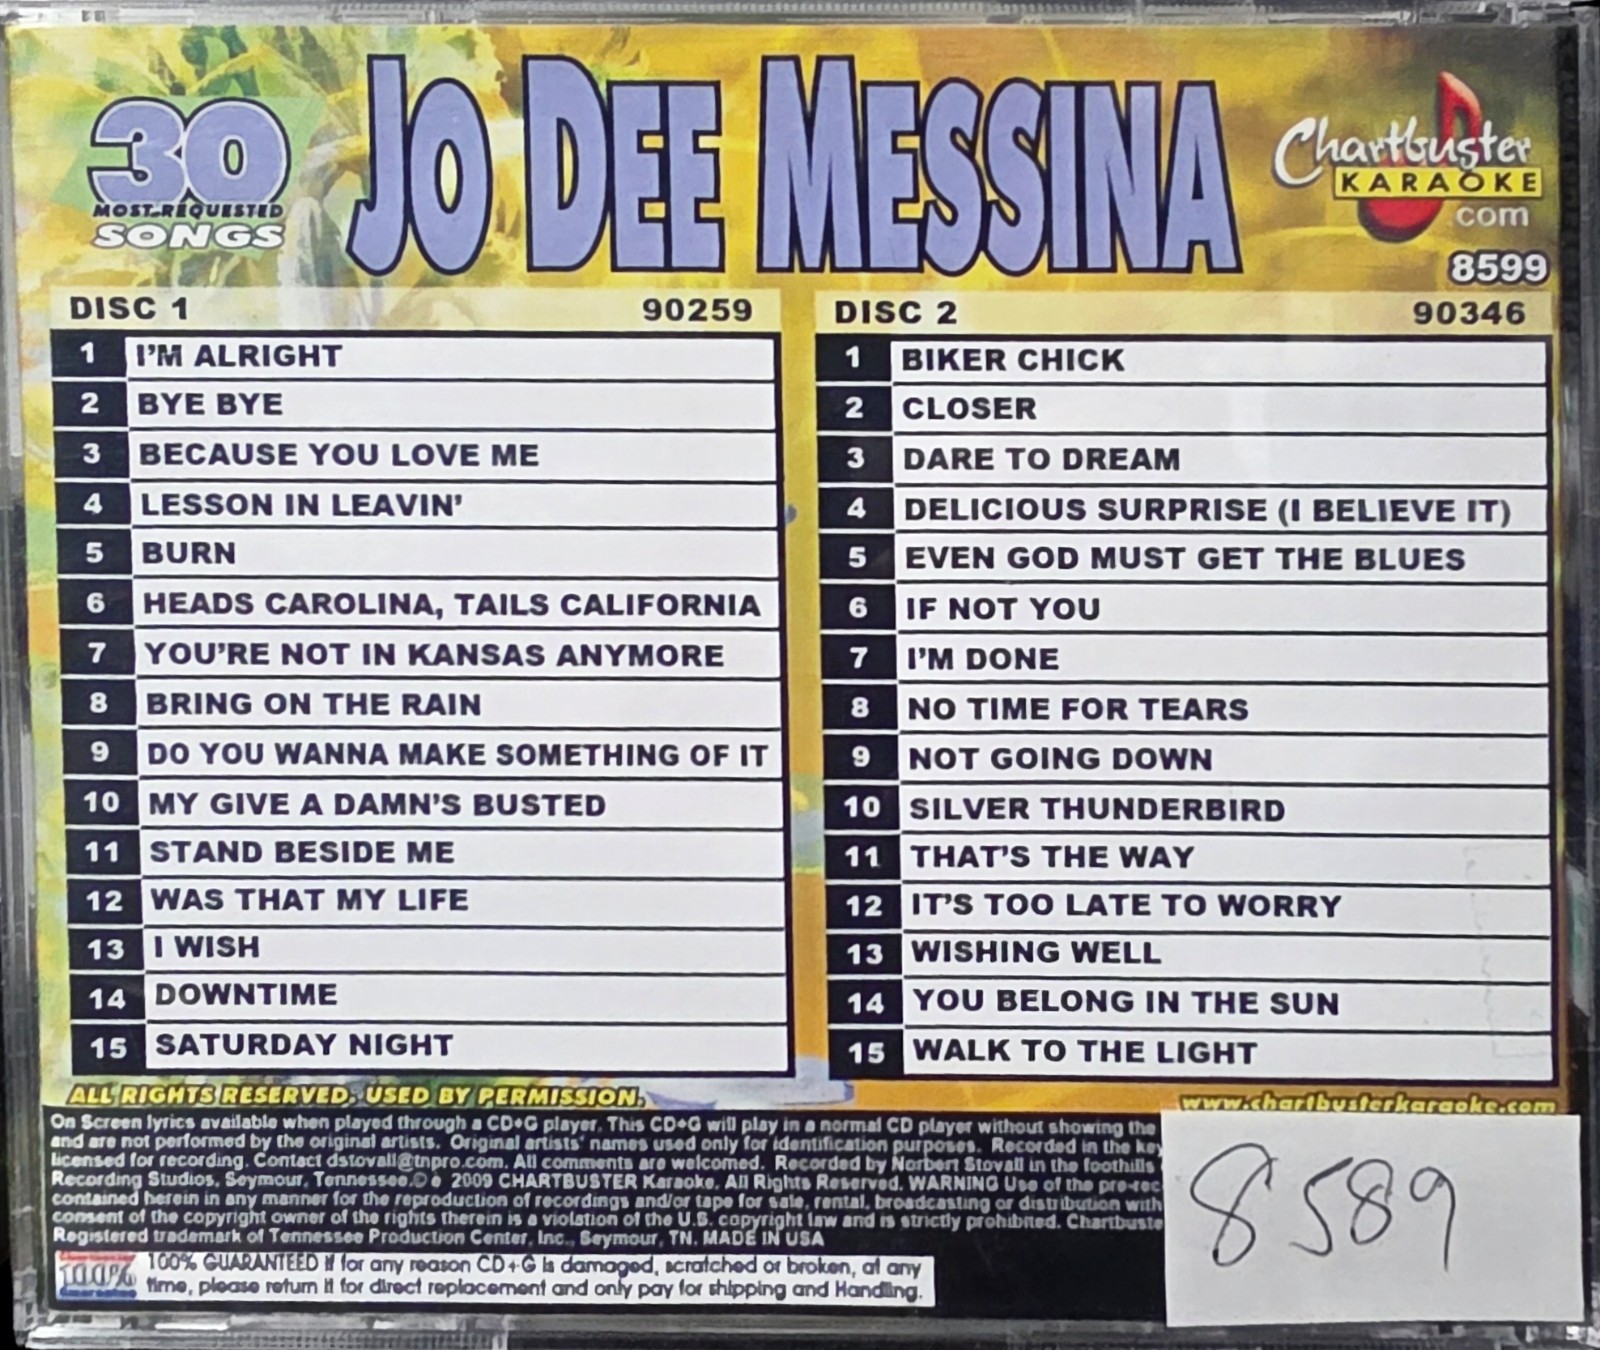 30
MOST REQUESTED
SONGS
JO DEE MESSINA
Chartbuster
KARAOKE
com
8599
DISC 1 90259
1 I'M ALRIGHT
2 BYE BYE
3 BECAUSE YOU LOVE ME
4 LESSON IN LEAVIN'
5 BURN
6 HEADS CAROLINA, TAILS CALIFORNIA
7 YOU'RE NOT IN KANSAS ANYMORE
8 BRING ON THE RAIN
9 DO YOU WANNA MAKE SOMETHING OF IT
10 MY GIVE A DAMN'S BUSTED
11 STAND BESIDE ME
12 WAS THAT MY LIFE
13 I WISH
14 DOWNTIME
15 SATURDAY NIGHT
DISC 2 90346
1 BIKER CHICK
2 CLOSER
3 DARE TO DREAM
4 DELICIOUS SURPRISE (I BELIEVE IT)
5 EVEN GOD MUST GET THE BLUES
6 IF NOT YOU
7 I'M DONE
8 NO TIME FOR TEARS
9 NOT GOING DOWN
10 SILVER THUNDERBIRD
11 THAT'S THE WAY
12 IT'S TOO LATE TO WORRY
13 WISHING WELL
14 YOU BELONG IN THE SUN
15 WALK TO THE LIGHT
ALL RIGHTS RESERVED. USED BY PERMISSION.
www.chartbusterkaraoke.com
On Screen lyrics available when played through a CD+G player. This CD+G will play in a normal CD player without showing the
and are not performed by the original artists. Original artists' names used only for identification purposes. Recorded in the key
licensed for recording. Contact dstovall@tnpro.com. All comments are welcomed. Recorded by Norbert Stovall in the foothills
Recording Studios, Seymour, Tennessee. © 2009 CHARTBUSTER Karaoke. All Rights Reserved. WARNING Use of the pre-rec
contained herein in any manner for the reproduction of recordings and/or tape for sale, rental, broadcasting or distribution with
consent of the copyright owner of the rights therein is a violation of the U.S. copyright law and is strictly prohibited. Chartbuste
Registered trademark of Tennessee Production Center, Inc., Seymour, TN. MADE IN USA
100% 100% GUARANTEED If for any reason CD+G is damaged, scratched or broken, at any
time, please return it for direct replacement and only pay for shipping and Handling.
8589